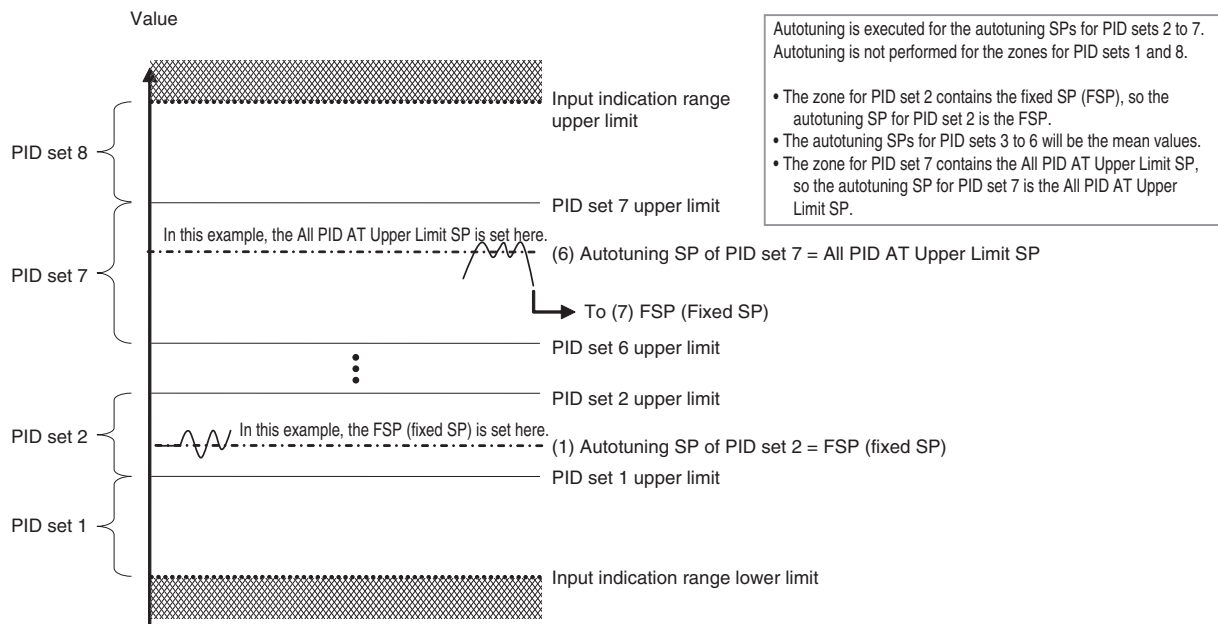 Value
Autotuning is executed for the autotuning SPs for PID sets 2 to 7.
Autotuning is not performed for the zones for PID sets 1 and 8.
• The zone for PID set 2 contains the fixed SP (FSP), so the
autotuning SP for PID set 2 is the FSP.
• The autotuning SPs for PID sets 3 to 6 will be the mean values.
• The zone for PID set 7 contains the All PID AT Upper Limit SP,
so the autotuning SP for PID set 7 is the All PID AT Upper
Limit SP.
Input indication range
upper limit
PID set 8
PID set 7 upper limit
In this example, the All PID AT Upper Limit SP is set here.
(6) Autotuning SP of PID set 7 = All PID AT Upper Limit SP
PID set 7
To (7) FSP (Fixed SP)
PID set 6 upper limit
PID set 2 upper limit
In this example, the FSP (fixed SP) is set here.
PID set 2
(1) Autotuning SP of PID set 2 = FSP (fixed SP)
PID set 1 upper limit
PID set 1
Input indication range lower limit